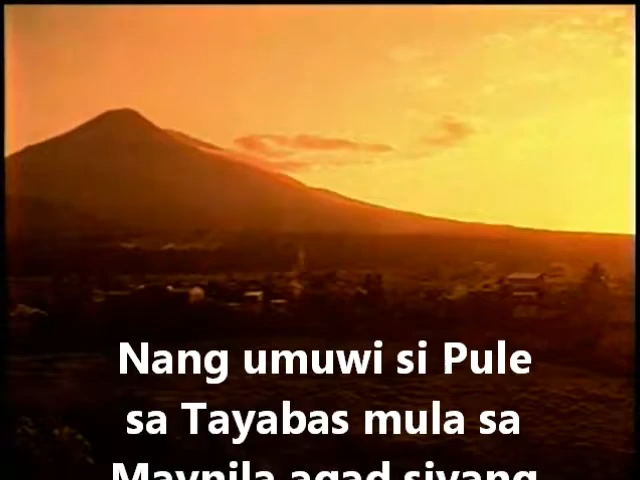 Nang umuwi si Pule
sa Tayabas mula sa
Maynila agad siyang